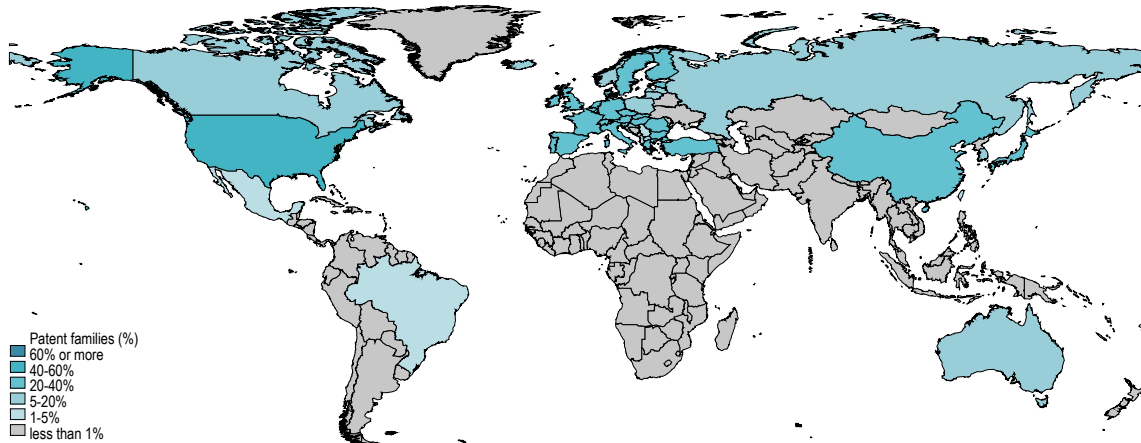 Patent families (%)
60% or more
40-60%
20-40%
5-20%
1-5%
less than 1%